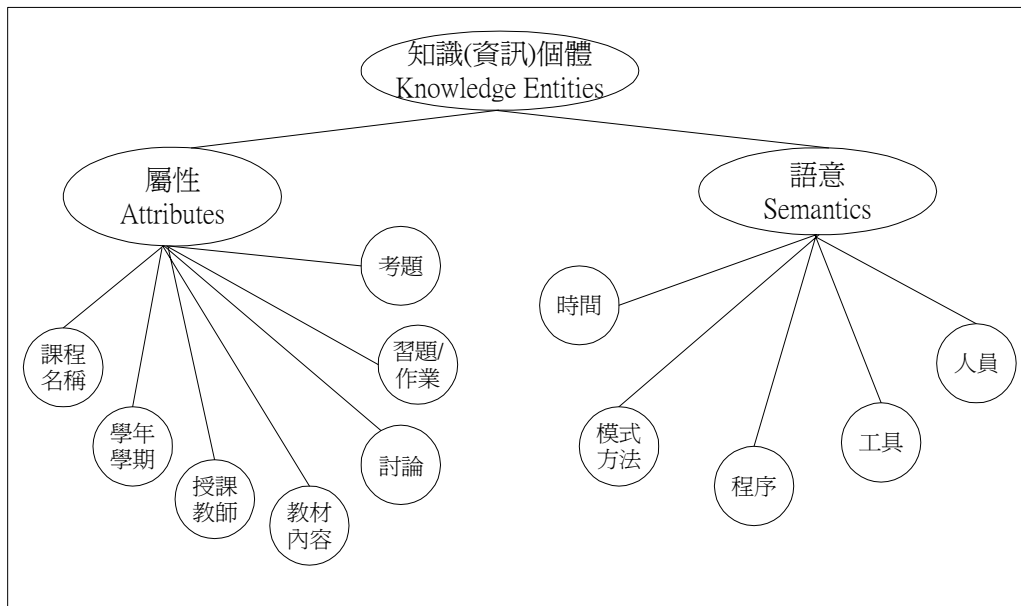 知識(資訊)個體
Knowledge Entities
屬性
Attributes
語意
Semantics
考題
習題/
作業
課程
名稱
學年
學期
授課
教師
教材
內容
討論
時間
模式
方法
程序
工具
人員